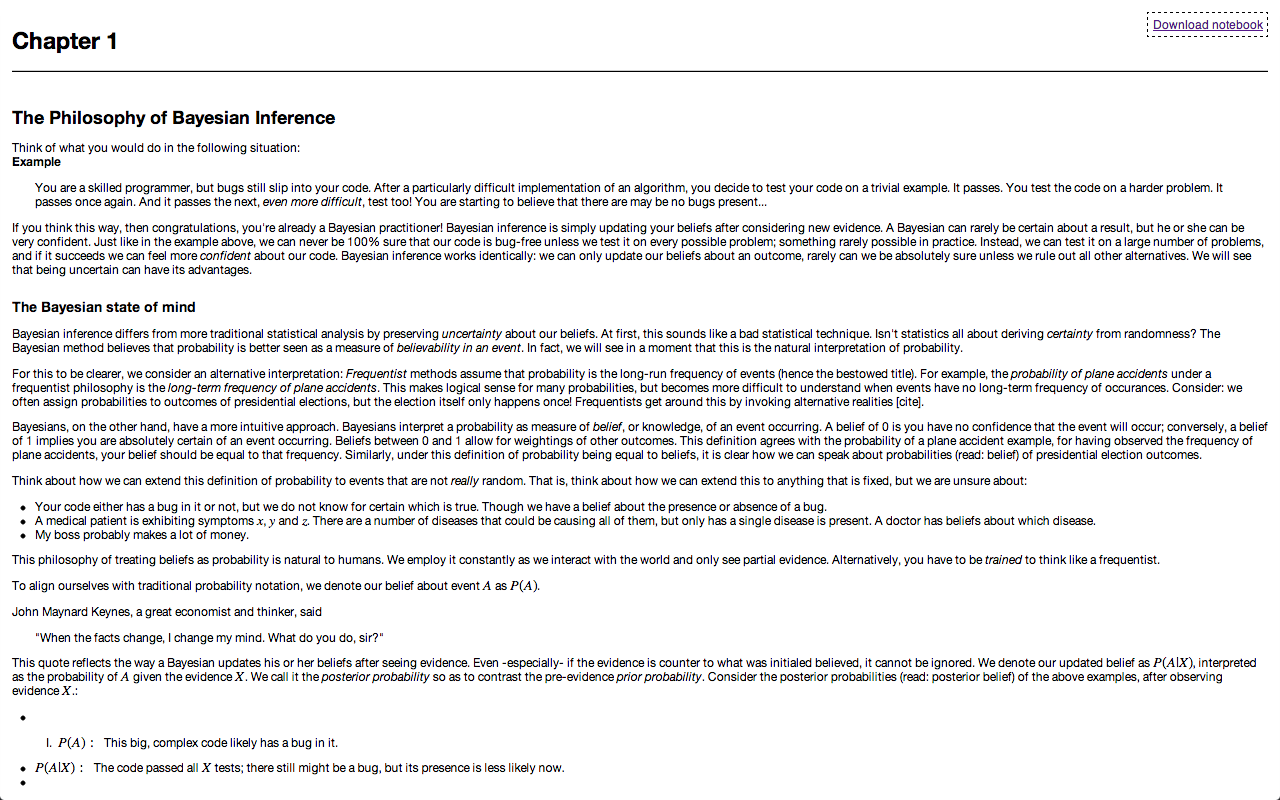 Download notebook
Chapter 1
The Philosophy of Bayesian Inference
Think of what you would do in the following situation:
Example
You are a skilled programmer, but bugs still slip into your code. After a particularly difficult implementation of an algorithm, you decide to test your code on a trivial example. It passes. You test the code on a harder problem. It
passes once again. And it passes the next, even more difficult, test too! You are starting to believe that there are may be no bugs present...
If you think this way, then congratulations, you're already a Bayesian practitioner! Bayesian inference is simply updating your beliefs after considering new evidence. A Bayesian can rarely be certain about a result, but he or she can be
very confident. Just like in the example above, we can never be 100% sure that our code is bug-free unless we test it on every possible problem; something rarely possible in practice. Instead, we can test it on a large number of problems,
and if it succeeds we can feel more confident about our code. Bayesian inference works identically: we can only update our beliefs about an outcome, rarely can we be absolutely sure unless we rule out all other alternatives. We will see
that being uncertain can have its advantages.
The Bayesian state of mind
Bayesian inference differs from more traditional statistical analysis by preserving uncertainty about our beliefs. At first, this sounds like a bad statistical technique. Isn't statistics all about deriving certainty from randomness? The
Bayesian method believes that probability is better seen as a measure of believability in an event. In fact, we will see in a moment that this is the natural interpretation of probability.
For this to be clearer, we consider an alternative interpretation: Frequentist methods assume that probability is the long-run frequency of events (hence the bestowed title). For example, the probability of plane accidents under a
frequentist philosophy is the long-term frequency of plane accidents. This makes logical sense for many probabilities, but becomes more difficult to understand when events have no long-term frequency of occurances. Consider: we
often assign probabilities to outcomes of presidential elections, but the election itself only happens once! Frequentists get around this by invoking alternative realities [cite].
Bayesians, on the other hand, have a more intuitive approach. Bayesians interpret a probability as measure of belief, or knowledge, of an event occurring. A belief of 0 is you have no confidence that the event will occur; conversely, a belief
of 1 implies you are absolutely certain of an event occurring. Beliefs between 0 and 1 allow for weightings of other outcomes. This definition agrees with the probability of a plane accident example, for having observed the frequency of
plane accidents, your belief should be equal to that frequency. Similarly, under this definition of probability being equal to beliefs, it is clear how we can speak about probabilities (read: belief) of presidential election outcomes.
Think about how we can extend this definition of probability to events that are not really random. That is, think about how we can extend this to anything that is fixed, but we are unsure about:
• Your code either has a bug in it or not, but we do not know for certain which is true. Though we have a belief about the presence or absence of a bug.
• A medical patient is exhibiting symptoms x, y and z. There are a number of diseases that could be causing all of them, but only has a single disease is present. A doctor has beliefs about which disease.
• My boss probably makes a lot of money.
This philosophy of treating beliefs as probability is natural to humans. We employ it constantly as we interact with the world and only see partial evidence. Alternatively, you have to be trained to think like a frequentist.
To align ourselves with traditional probability notation, we denote our belief about event A as P(A).
John Maynard Keynes, a great economist and thinker, said
"When the facts change, I change my mind. What do you do, sir?"
This quote reflects the way a Bayesian updates his or her beliefs after seeing evidence. Even -especially- if the evidence is counter to what was initialed believed, it cannot be ignored. We denote our updated belief as P(A|X), interpreted
as the probability of A given the evidence X. We call it the posterior probability so as to contrast the pre-evidence prior probability. Consider the posterior probabilities (read: posterior belief) of the above examples, after observing
evidence X.:
•
I. P(A) : This big, complex code likely has a bug in it.
• P(A|X) : The code passed all X tests; there still might be a bug, but its presence is less likely now.
•